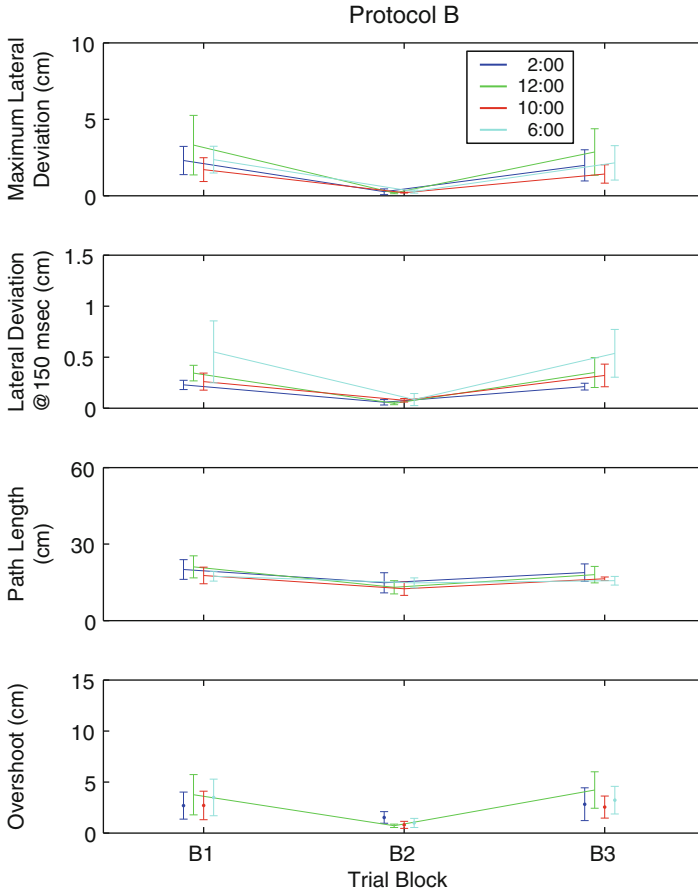 Protocol B
Maximum Lateral
Deviation (cm)
10
5
0
2:00
12:00
10:00
6:00
Lateral Deviation
@ 150 msec (cm)
1.5
1
0.5
0
Path Length
(cm)
60
30
0
Overshoot (cm)
15
10
5
0
B1
B2
B3
Trial Block